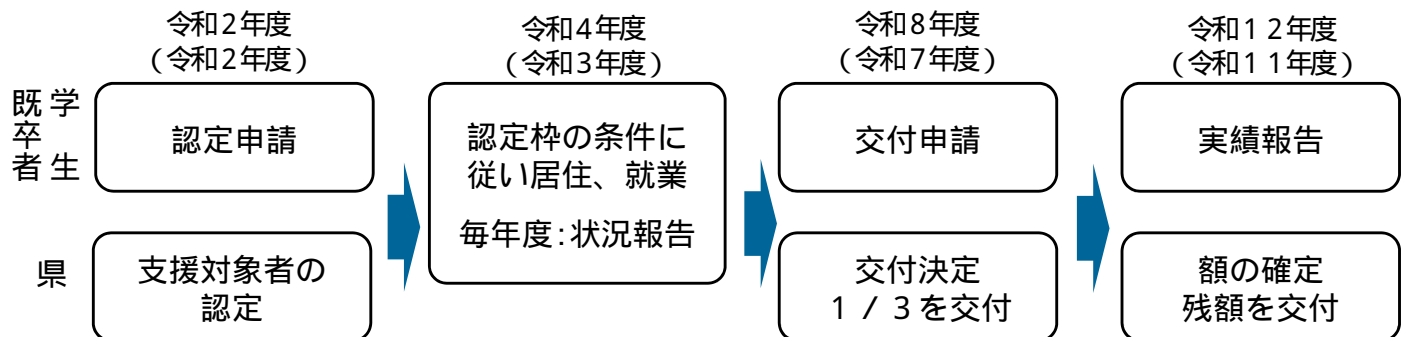 令和2年度
（令和2年度）
令和4年度
（令和3年度）
令和8年度
（令和7年度）
令和12年度
（令和11年度）
学生
既卒者
認定申請
認定枠の条件に
従い居住、就業
毎年度：状況報告
交付申請
実績報告
県
支援対象者の
認定
交付決定
1／3を交付
額の確定
残額を交付